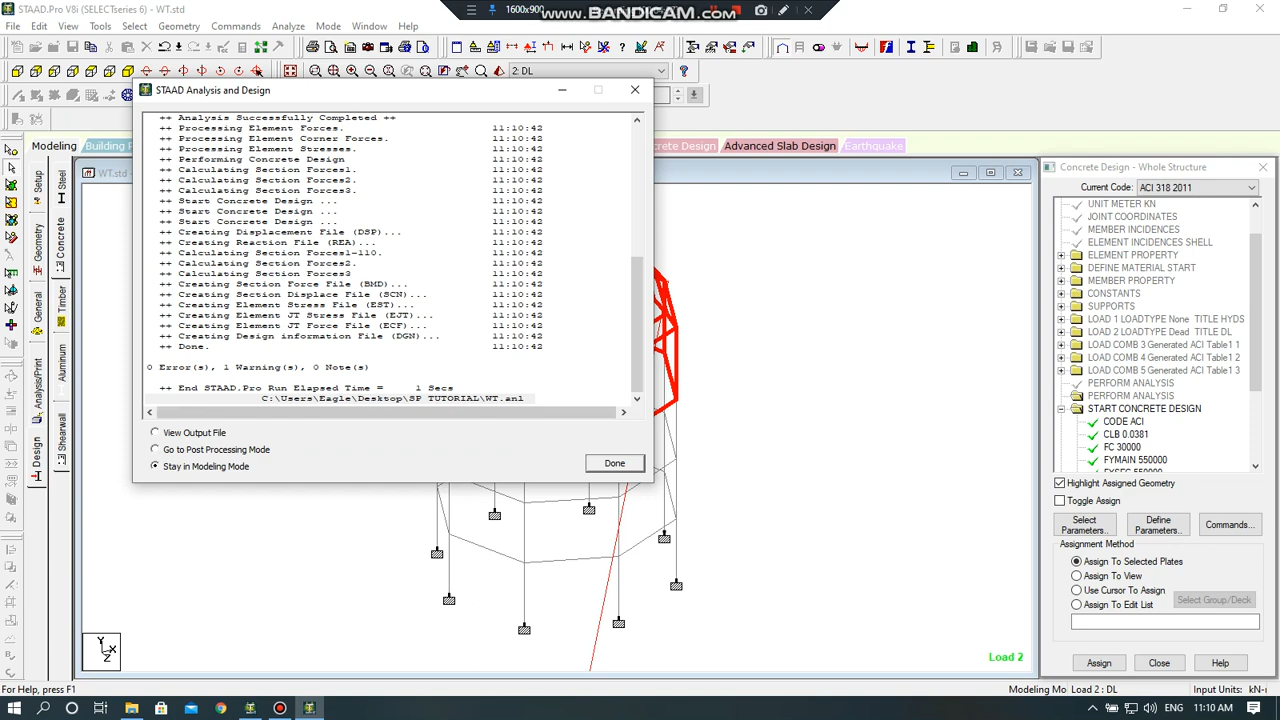 STAAD.Pro V8i (SELECTseries 6) - WT.std
1600x900
www.BANDICAM.com
File Edit View Tools Select Geometry Commands Analyze Mode Window Help
2: DL
STAAD Analysis and Design
Modeling
Building P
Concrete Design
Advanced Slab Design
Earthquake
WT.std
++ Analysis Successfully Completed ++
++ Processing Element Forces. 11:10:42
++ Processing Element Corner Forces. 11:10:42
++ Processing Element Stresses. 11:10:42
++ Performing Concrete Design 11:10:42
++ Calculating Section Forces1. 11:10:42
++ Calculating Section Forces2. 11:10:42
++ Calculating Section Forces3. 11:10:42
++ Start Concrete Design ... 11:10:42
++ Start Concrete Design ... 11:10:42
++ Start Concrete Design ... 11:10:42
++ Creating Displacement File (DSP)... 11:10:42
++ Creating Reaction File (REA)... 11:10:42
++ Calculating Section Forces1-110. 11:10:42
++ Calculating Section Forces2. 11:10:42
++ Calculating Section Forces3 11:10:42
++ Creating Section Force File (BMD)... 11:10:42
++ Creating Section Displace File (SCN)... 11:10:42
++ Creating Element Stress File (EST)... 11:10:42
++ Creating Element JT Stress File (EJT)... 11:10:42
++ Creating Element JT Force File (ECF)... 11:10:42
++ Creating Design information File (DGN)... 11:10:42
++ Done. 11:10:42
0 Error(s), 1 Warning(s), 0 Note(s)
++ End STAAD.Pro Run Elapsed Time = 1 Secs
C:\Users\Eagle\Desktop\SP TUTORIAL\WT.anl
View Output File
Go to Post Processing Mode
Stay in Modeling Mode
Done
Setup
Geometry
General
Analysis/Print
Design
Steel
Concrete
Timber
Aluminum
Shearwall
Y
X
Z
Load 2
Concrete Design - Whole Structure
Current Code: ACI 318 2011
UNIT METER KN
JOINT COORDINATES
MEMBER INCIDENCES
ELEMENT INCIDENCES SHELL
ELEMENT PROPERTY
DEFINE MATERIAL START
MEMBER PROPERTY
CONSTANTS
SUPPORTS
LOAD 1 LOADTYPE None TITLE HYDS
LOAD 2 LOADTYPE Dead TITLE DL
LOAD COMB 3 Generated ACI Table1 1
LOAD COMB 4 Generated ACI Table1 2
LOAD COMB 5 Generated ACI Table1 3
PERFORM ANALYSIS
PERFORM ANALYSIS
START CONCRETE DESIGN
CODE ACI
CLB 0.0381
FC 30000
FYMAIN 550000
FYSEC 550000
Highlight Assigned Geometry
Toggle Assign
Select Parameters..
Define Parameters..
Commands...
Assignment Method
Assign To Selected Plates
Assign To View
Use Cursor To Assign
Select Group/Deck
Assign To Edit List
Assign
Close
Help
For Help, press F1
Modeling Mo
Load 2 : DL
Input Units: kN-i
11:10 AM